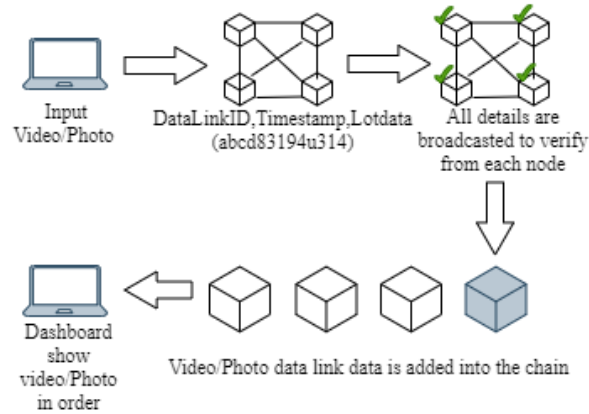 Input
Video/Photo
DataLinkID,Timestamp,Lotdata
(abcd83194u314)
All details are
broadcasted to verify
from each node
Dashboard
show
video/Photo
in order
Video/Photo data link data is added into the chain